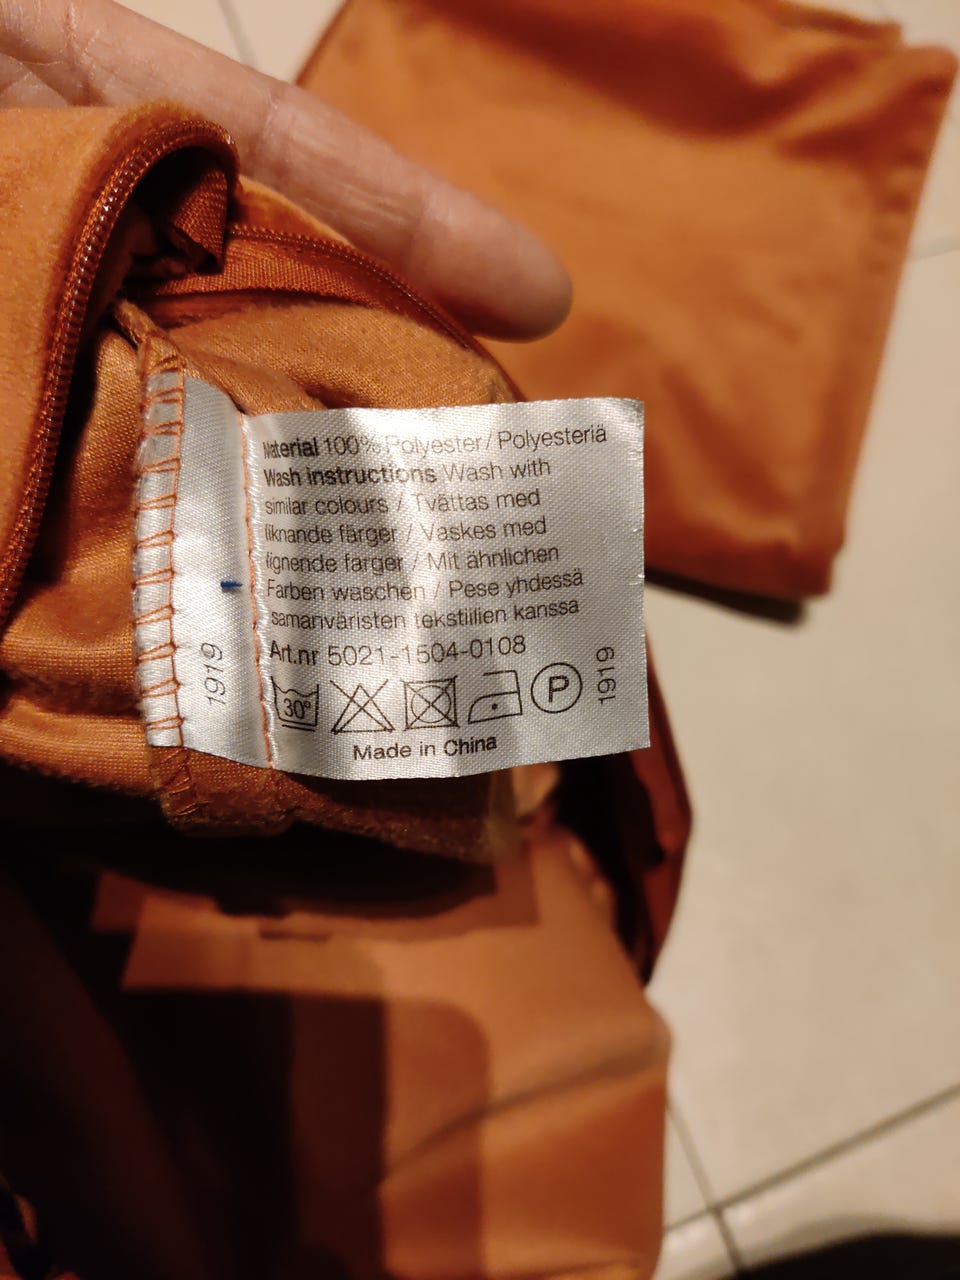 Material 100% Polyester / Polyesteriä
Wash instructions Wash with
similar colours / Tvättas med
liknande färger / Vaskes med
lignende farger / Mit ähnlichen
Farben waschen / Pese yhdessä
samanväristen tekstiilien kanssa
Art.nr 5021-1504-0108
30° P
Made in China
1919
1919